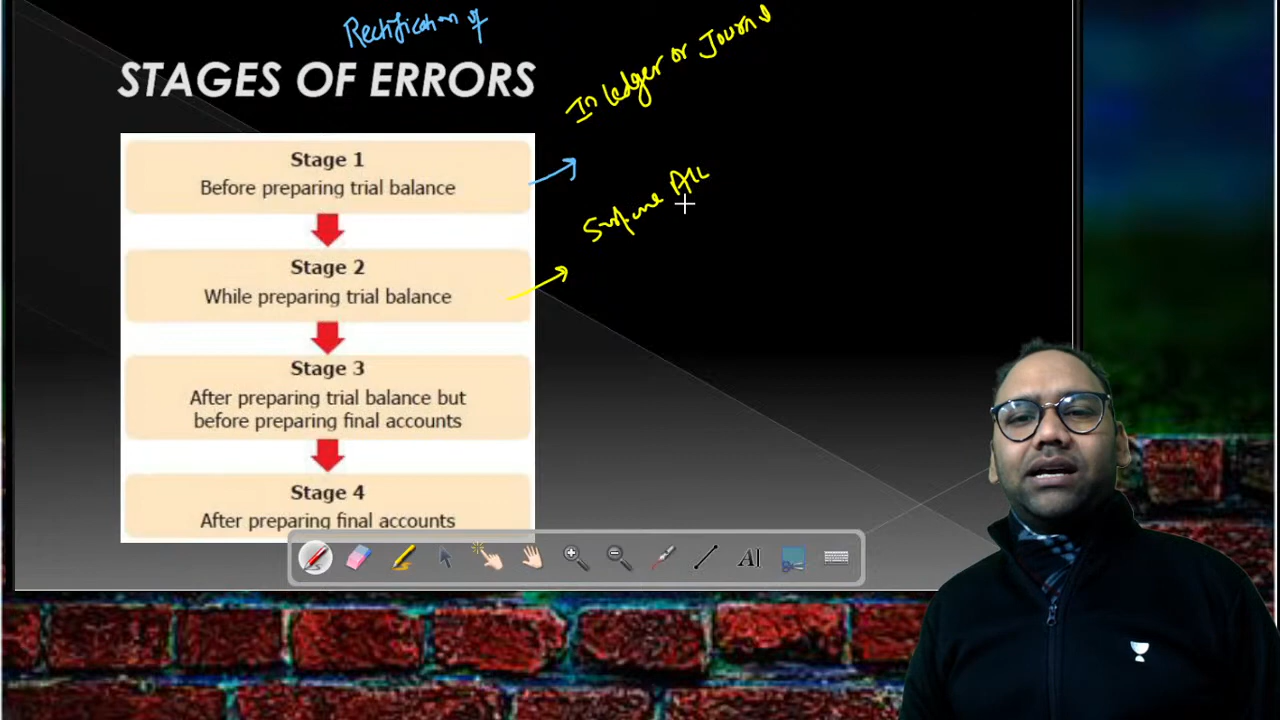 Rectification of
STAGES OF ERRORS
In Ledger or Journal
Stage 1
Before preparing trial balance
Suspense A/c
Stage 2
While preparing trial balance
Stage 3
After preparing trial balance but
before preparing final accounts
Stage 4
After preparing final accounts
AI